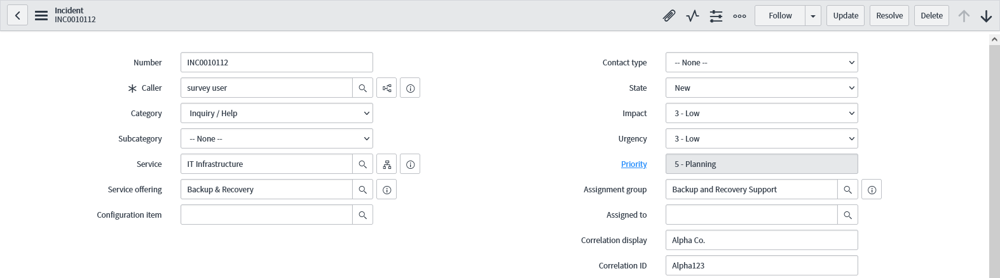 Incident
INC0010112
Follow
Update
Resolve
Delete
Number INC0010112
Caller survey user
Category Inquiry / Help
Subcategory -- None --
Service IT Infrastructure
Service offering Backup & Recovery
Configuration item
Contact type -- None --
State New
Impact 3 - Low
Urgency 3 - Low
Priority 5 - Planning
Assignment group Backup and Recovery Support
Assigned to
Correlation display Alpha Co.
Correlation ID Alpha123